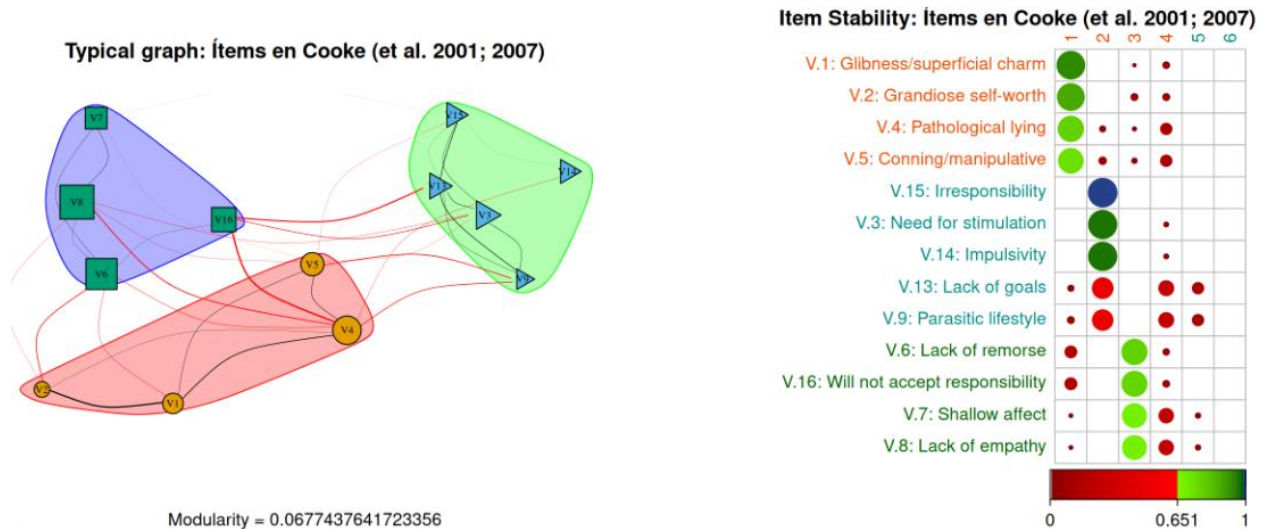 Typical graph: Ítems en Cooke (et al. 2001; 2007)
V7
V8
V16
V6
V15
V14
V13
V3
V9
V5
V4
V2
V1
Modularity = 0.0677437641723356
Item Stability: Ítems en Cooke (et al. 2001; 2007)
1 2 3 4 5 6
V.1: Glibness/superficial charm
V.2: Grandiose self-worth
V.4: Pathological lying
V.5: Conning/manipulative
V.15: Irresponsibility
V.3: Need for stimulation
V.14: Impulsivity
V.13: Lack of goals
V.9: Parasitic lifestyle
V.6: Lack of remorse
V.16: Will not accept responsibility
V.7: Shallow affect
V.8: Lack of empathy
0 0.651 1